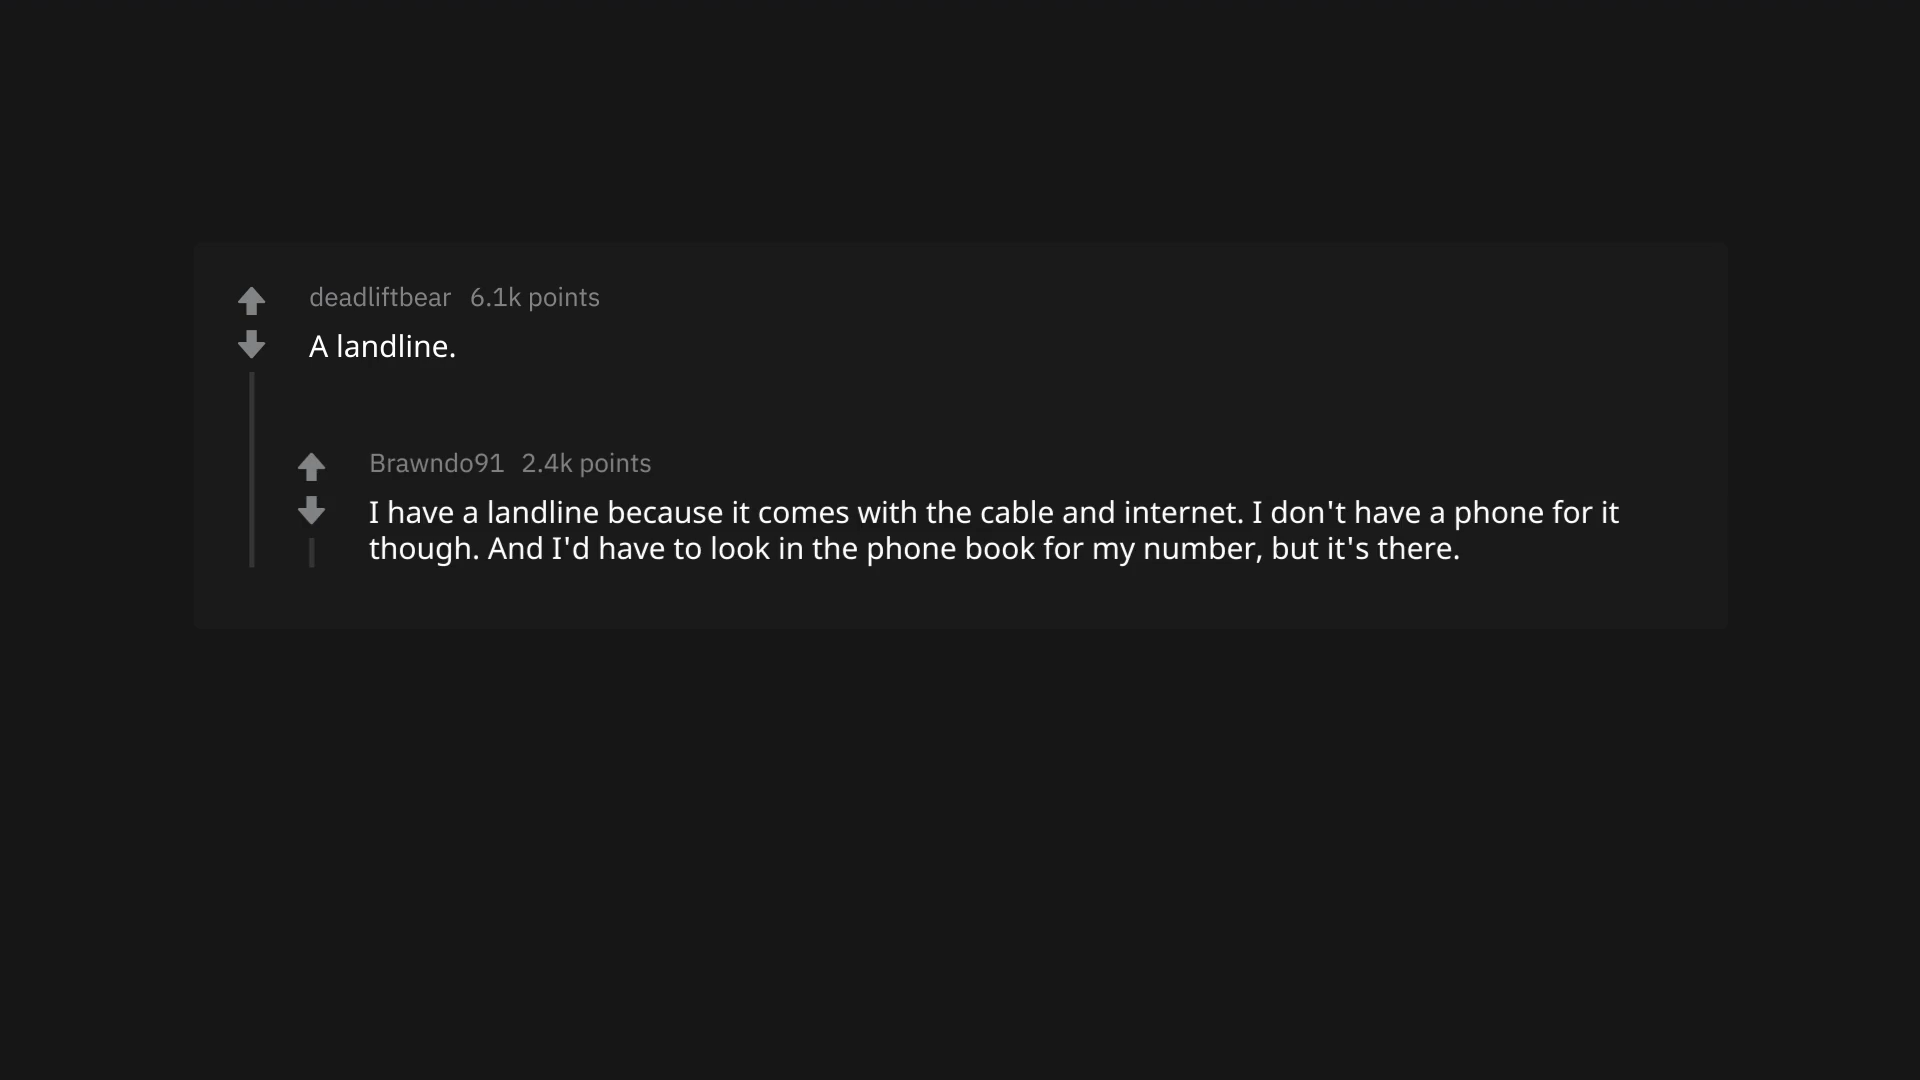 deadliftbear 6.1k points
A landline.
Brawndo91 2.4k points
I have a landline because it comes with the cable and internet. I don't have a phone for it
though. And I'd have to look in the phone book for my number, but it's there.